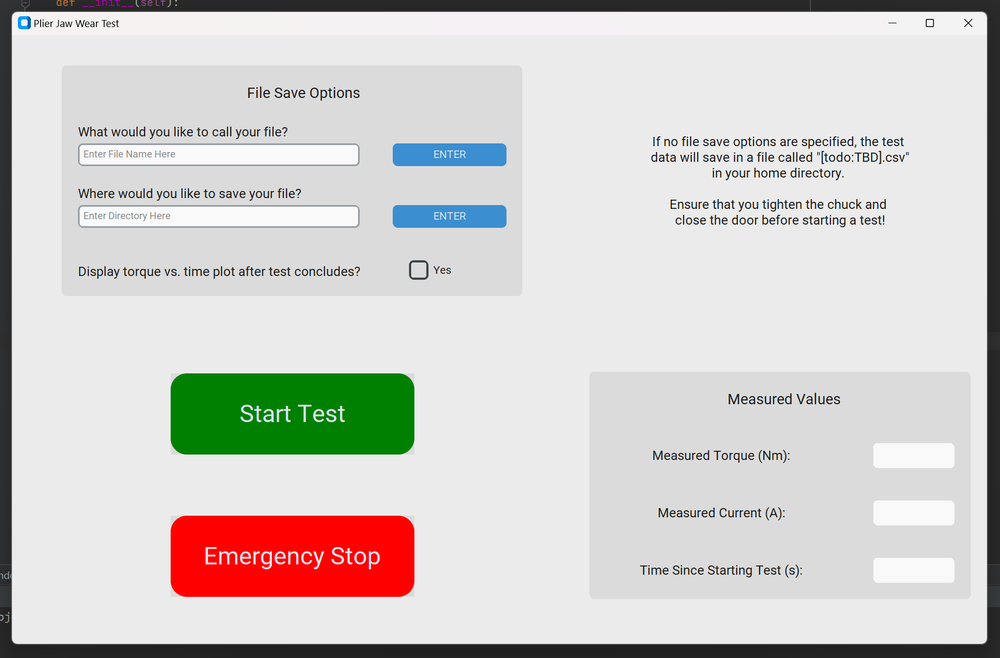 def __init__(self):
Plier Jaw Wear Test
File Save Options
What would you like to call your file?
Enter File Name Here
ENTER
Where would you like to save your file?
Enter Directory Here
ENTER
Display torque vs. time plot after test concludes?
Yes
If no file save options are specified, the test
data will save in a file called "[todo:TBD].csv"
in your home directory.
Ensure that you tighten the chuck and
close the door before starting a test!
Start Test
Emergency Stop
Measured Values
Measured Torque (Nm):
Measured Current (A):
Time Since Starting Test (s):